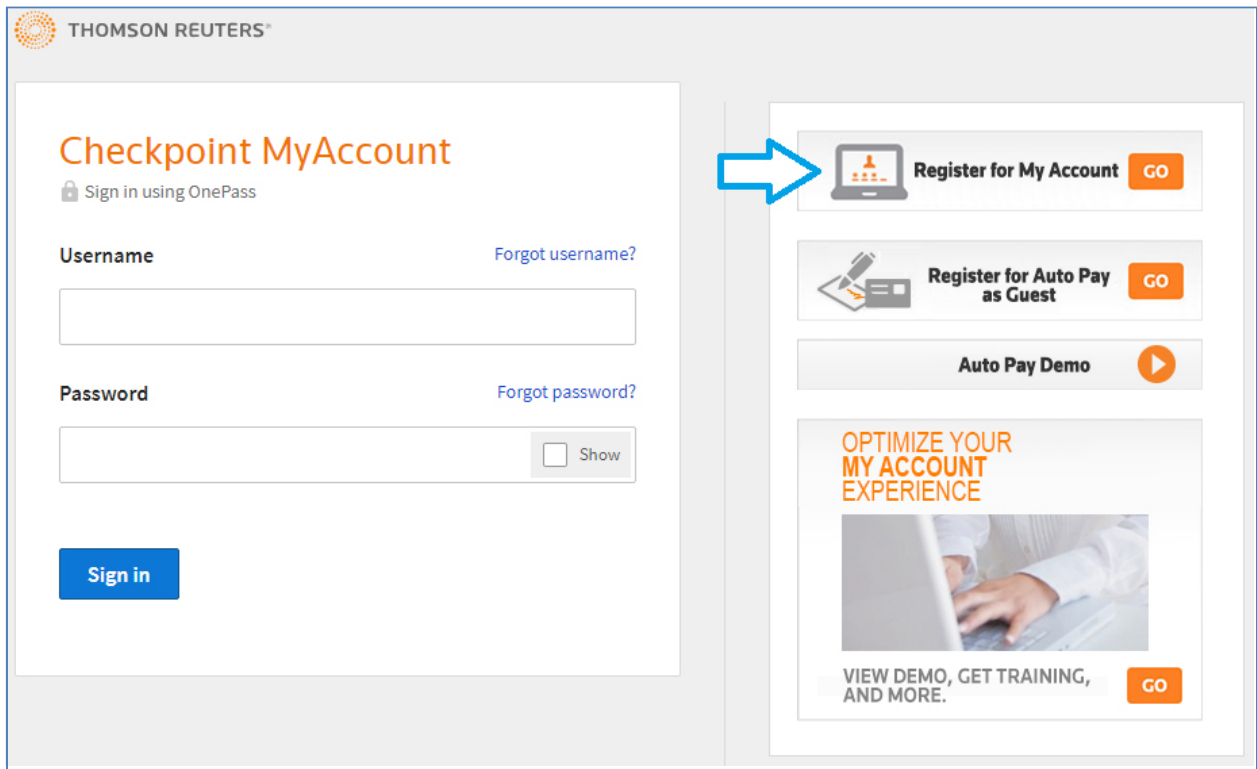 THOMSON REUTERS®
Checkpoint MyAccount
Sign in using OnePass
Username
Forgot username?
Password
Forgot password?
Show
Sign in
Register for My Account
GO
Register for Auto Pay
as Guest
GO
Auto Pay Demo
OPTIMIZE YOUR
MY ACCOUNT
EXPERIENCE
VIEW DEMO, GET TRAINING,
AND MORE.
GO